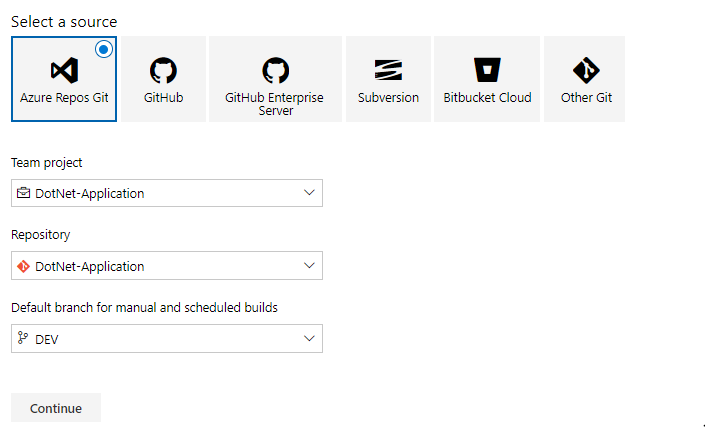 Select a source
Azure Repos Git
GitHub
GitHub Enterprise
Server
Subversion
Bitbucket Cloud
Other Git
Team project
DotNet-Application
Repository
DotNet-Application
Default branch for manual and scheduled builds
DEV
Continue
.